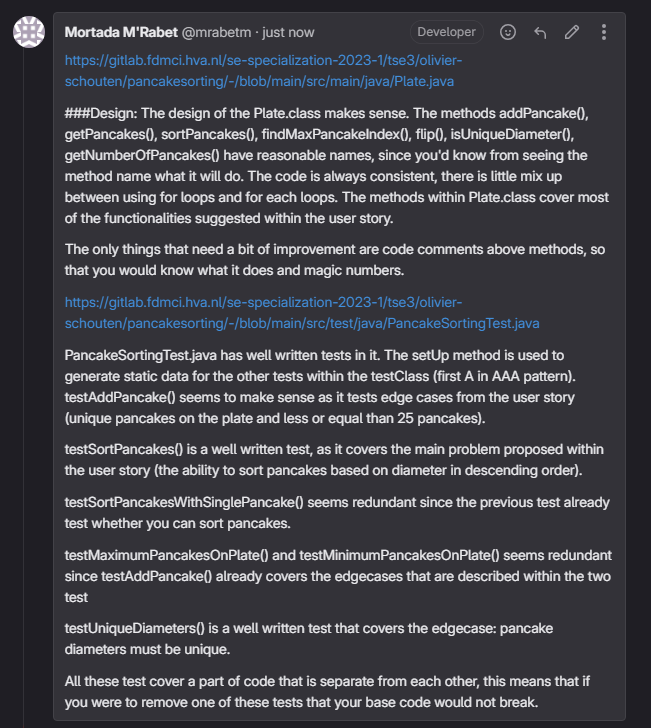 Mortada M'Rabet @mrabetm · just now Developer
https://gitlab.fdmci.hva.nl/se-specialization-2023-1/tse3/olivier-
schouten/pancakesorting/-/blob/main/src/main/java/Plate.java
###Design: The design of the Plate.class makes sense. The methods addPancake(),
getPancakes(), sortPancakes(), findMaxPancakeIndex(), flip(), isUniqueDiameter(),
getNumberOfPancakes() have reasonable names, since you'd know from seeing the
method name what it will do. The code is always consistent, there is little mix up
between using for loops and for each loops. The methods within Plate.class cover most
of the functionalities suggested within the user story.
The only things that need a bit of improvement are code comments above methods, so
that you would know what it does and magic numbers.
https://gitlab.fdmci.hva.nl/se-specialization-2023-1/tse3/olivier-
schouten/pancakesorting/-/blob/main/src/test/java/PancakeSortingTest.java
PancakeSortingTest.java has well written tests in it. The setUp method is used to
generate static data for the other tests within the testClass (first A in AAA pattern).
testAddPancake() seems to make sense as it tests edge cases from the user story
(unique pancakes on the plate and less or equal than 25 pancakes).
testSortPancakes() is a well written test, as it covers the main problem proposed within
the user story (the ability to sort pancakes based on diameter in descending order).
testSortPancakesWithSinglePancake() seems redundant since the previous test already
test whether you can sort pancakes.
testMaximumPancakesOnPlate() and testMinimumPancakesOnPlate() seems redundant
since testAddPancake() already covers the edgecases that are described within the two
test
testUniqueDiameters() is a well written test that covers the edgecase: pancake
diameters must be unique.
All these test cover a part of code that is separate from each other, this means that if
you were to remove one of these tests that your base code would not break.